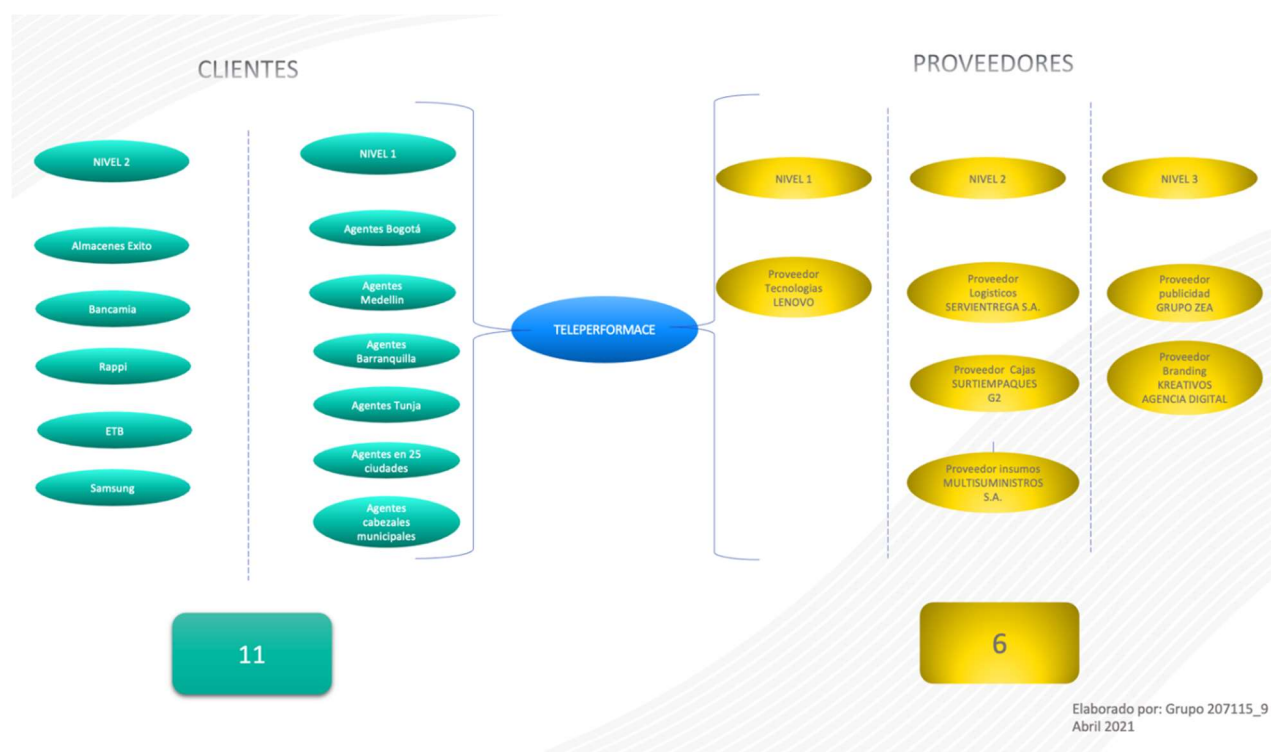 CLIENTES
PROVEEDORES
NIVEL 2
Almacenes Exito
Bancamia
Rappi
ETB
Samsung
NIVEL 1
Agentes Bogotá
Agentes
Medellin
Agentes
Barranquilla
Agentes Tunja
Agentes en 25
ciudades
Agentes
cabezales
municipales
TELEPERFORMACE
NIVEL 1
Proveedor
Tecnologias
LENOVO
NIVEL 2
Proveedor
Logisticos
SERVIENTREGA S.A.
Proveedor Cajas
SURTIEMPAQUES
G2
Proveedor insumos
MULTISUMINISTROS
S.A.
NIVEL 3
Proveedor
publicidad
GRUPO ZEA
Proveedor
Branding
KREATIVOS
AGENCIA DIGITAL
11
6
Elaborado por: Grupo 207115_9
Abril 2021